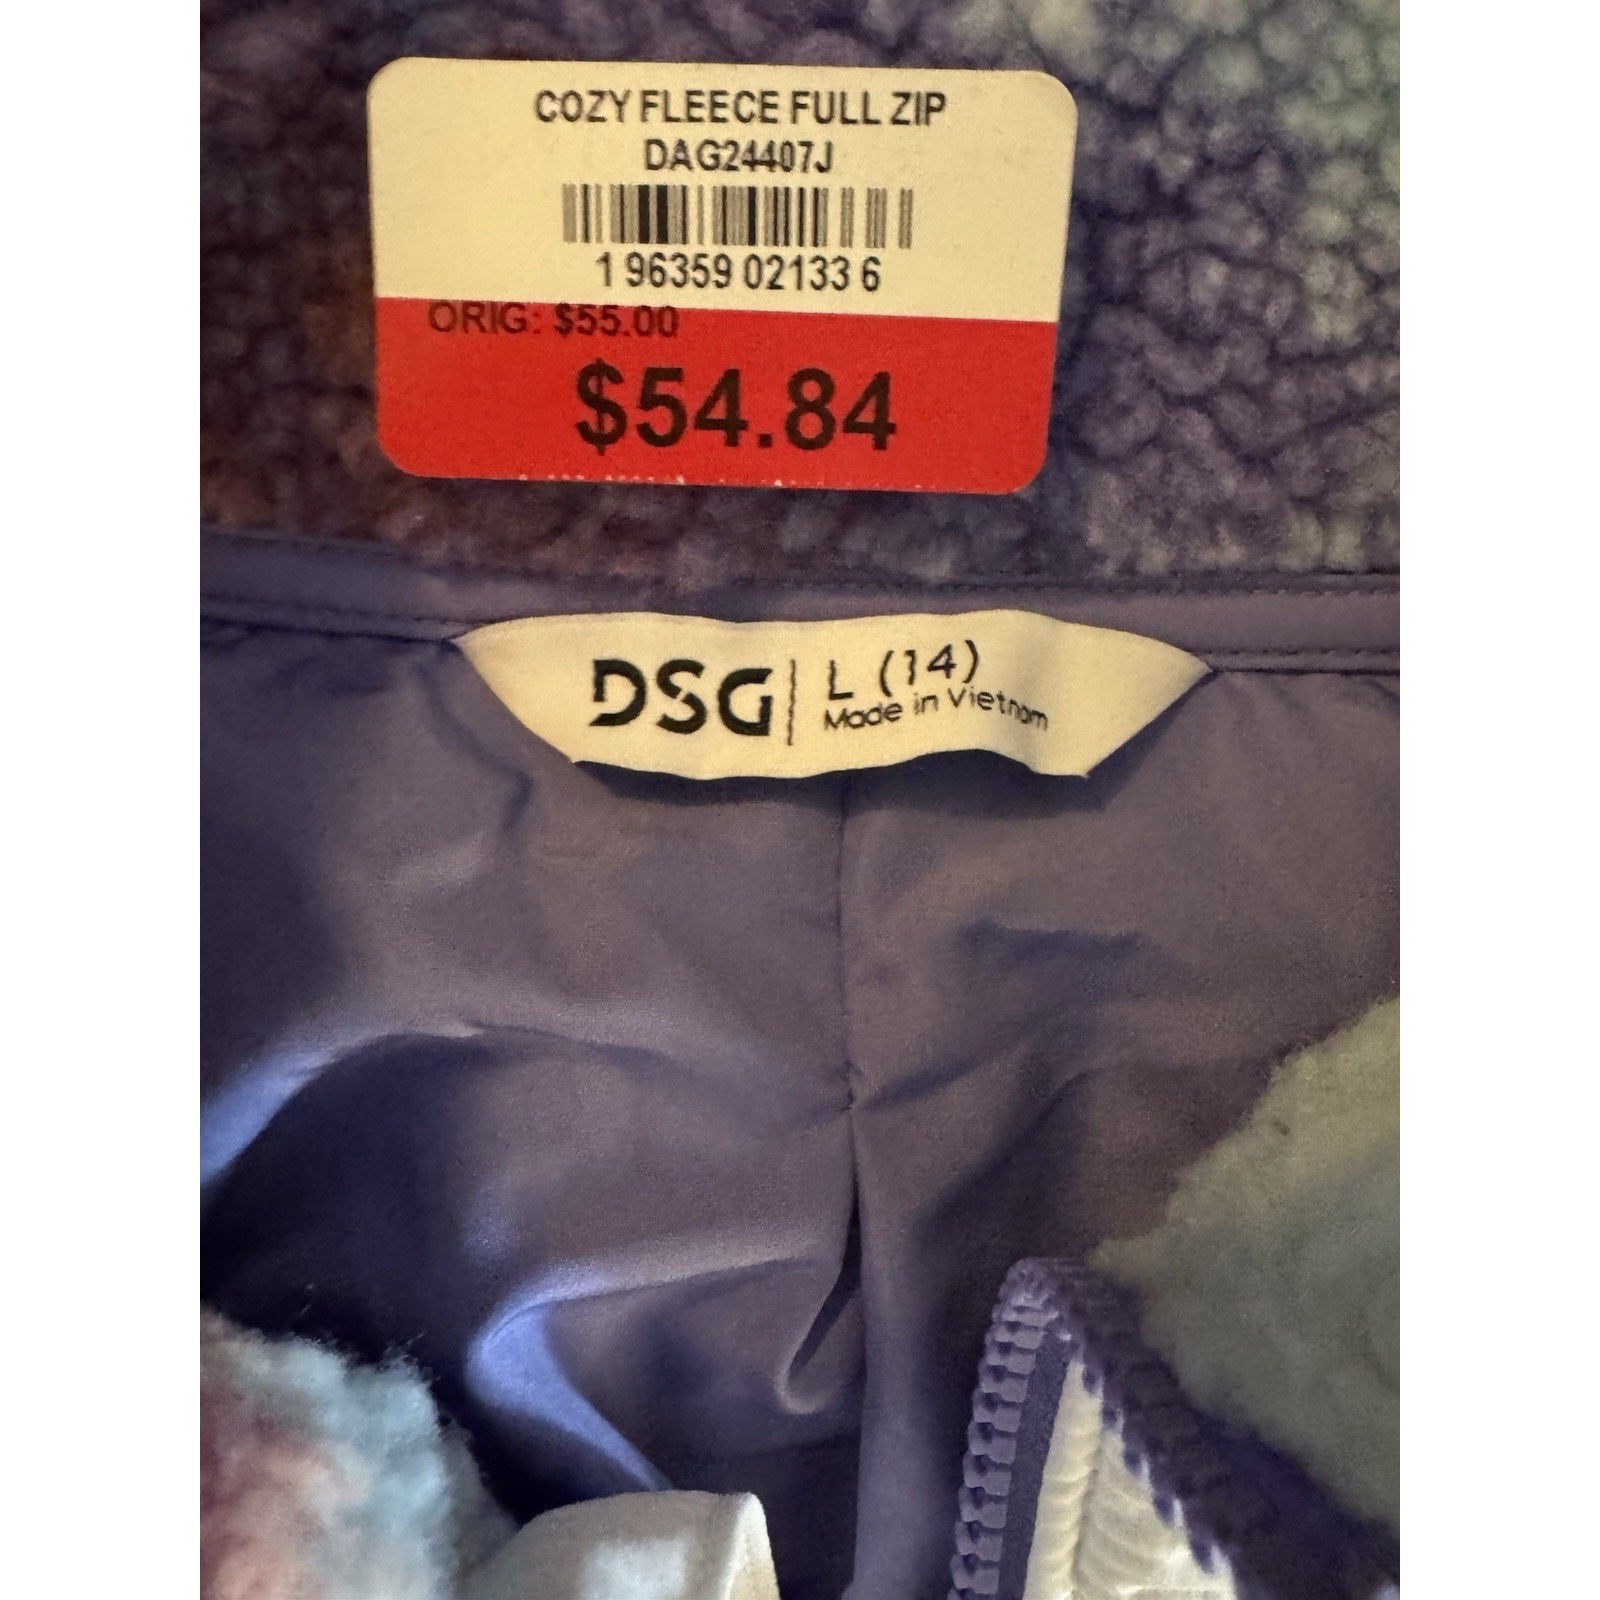 COZY FLEECE FULL ZIP
DAG24407J
1 96359 02133 6
ORIG: $55.00
$54.84
DSG
L (14)
Made in Vietnam